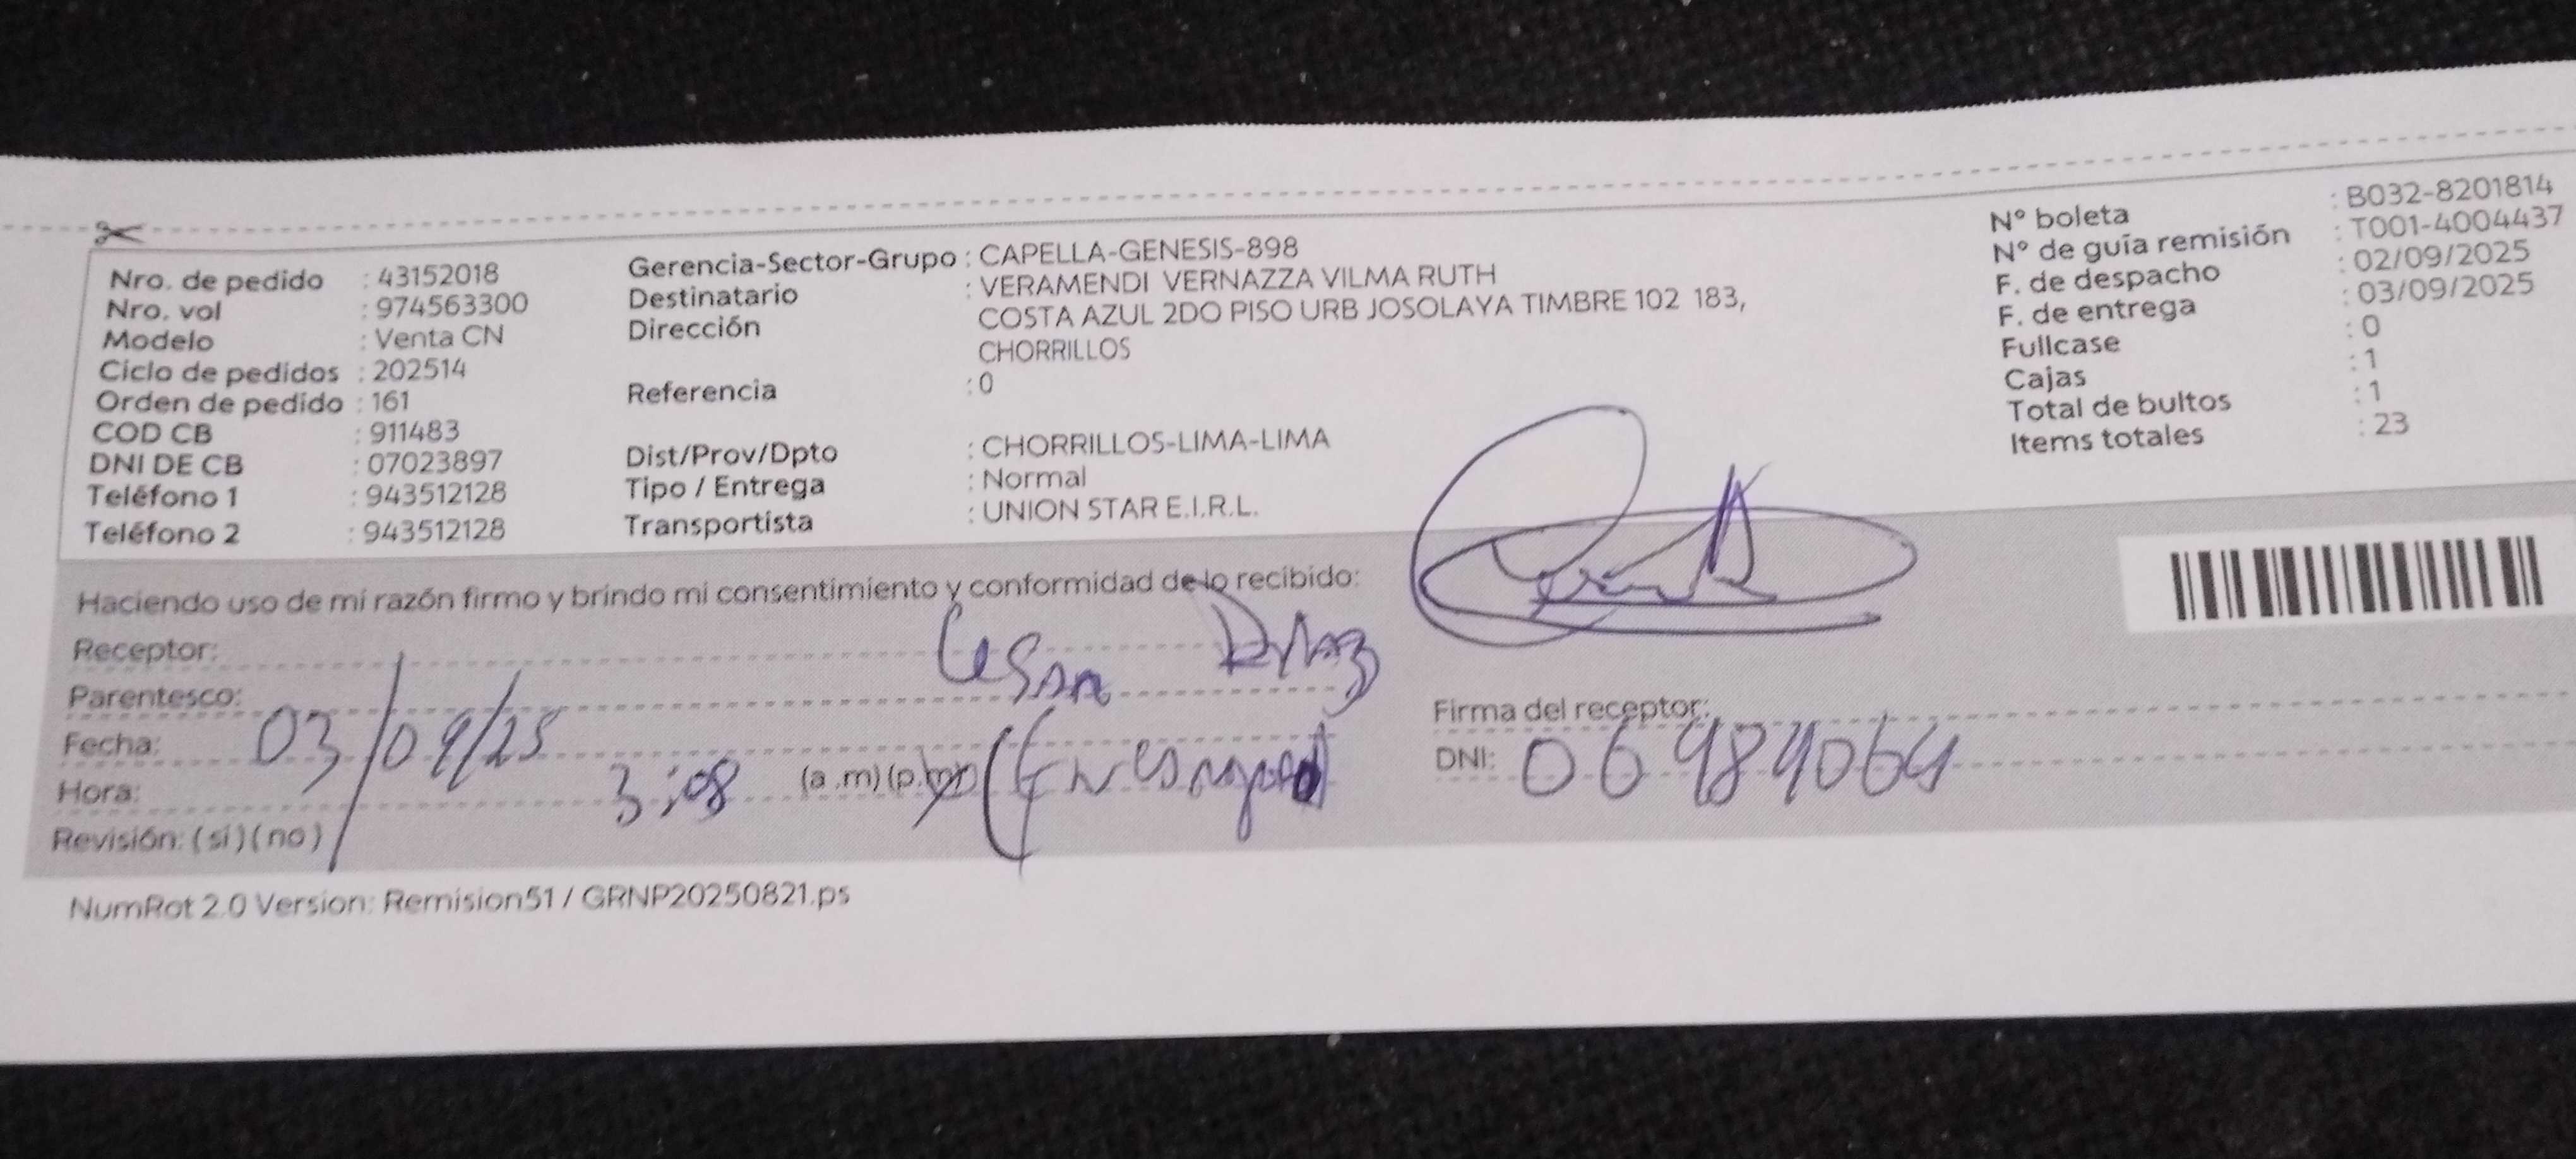 Nro. de pedido : 43152018
Nro. vol : 974563300
Modelo : Venta CN
Ciclo de pedidos : 202514
Orden de pedido : 161
COD CB : 911483
DNI DE CB : 07023897
Teléfono 1 : 943512128
Teléfono 2 : 943512128
Gerencia-Sector-Grupo : CAPELLA-GENESIS-898
Destinatario : VERAMENDI VERNAZZA VILMA RUTH
Dirección COSTA AZUL 2DO PISO URB JOSOLAYA TIMBRE 102 183,
CHORRILLOS
Referencia : 0
Dist/Prov/Dpto : CHORRILLOS-LIMA-LIMA
Tipo / Entrega : Normal
Transportista : UNION STAR E.I.R.L.
N° boleta : B032-8201814
N° de guía remisión : T001-4004437
F. de despacho : 02/09/2025
F. de entrega : 03/09/2025
Fullcase : 0
Cajas : 1
Total de bultos : 1
Items totales : 23
Haciendo uso de mi razón firmo y brindo mi consentimiento y conformidad de lo recibido:
Receptor: Cesar Diaz
Parentesco:
Fecha: 03/09/25
Hora: 3:08 (a .m) (p.m)
Revisión: (si) (no)
Firma del receptor:
DNI: 06984064
NumRot 2.0 Version: Remision51 / GRNP20250821.ps